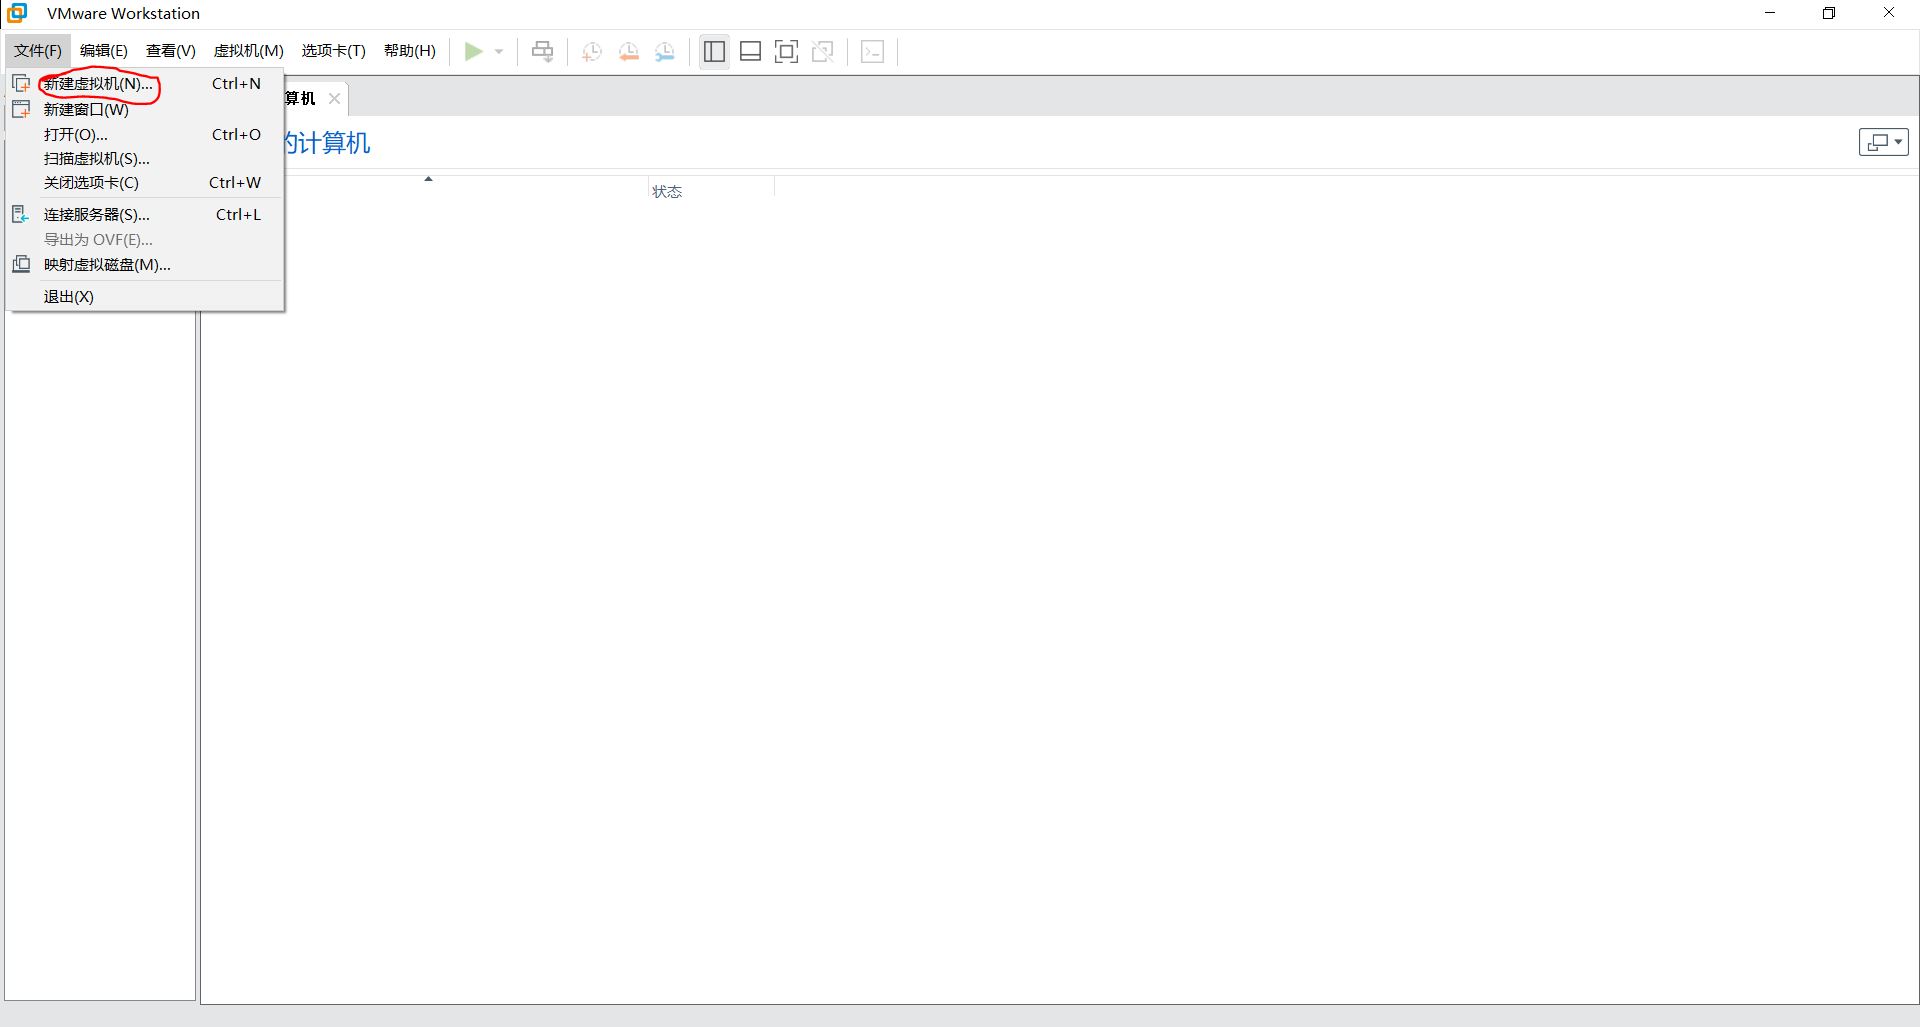 VMware Workstation
文件(F) 编辑(E) 查看(V) 虚拟机(M) 选项卡(T) 帮助(H)
新建虚拟机(N)... Ctrl+N
新建窗口(W)
打开(O)... Ctrl+O
扫描虚拟机(S)...
关闭选项卡(C) Ctrl+W
连接服务器(S)... Ctrl+L
导出为 OVF(E)...
映射虚拟磁盘(M)...
退出(X)
算机
的计算机
状态